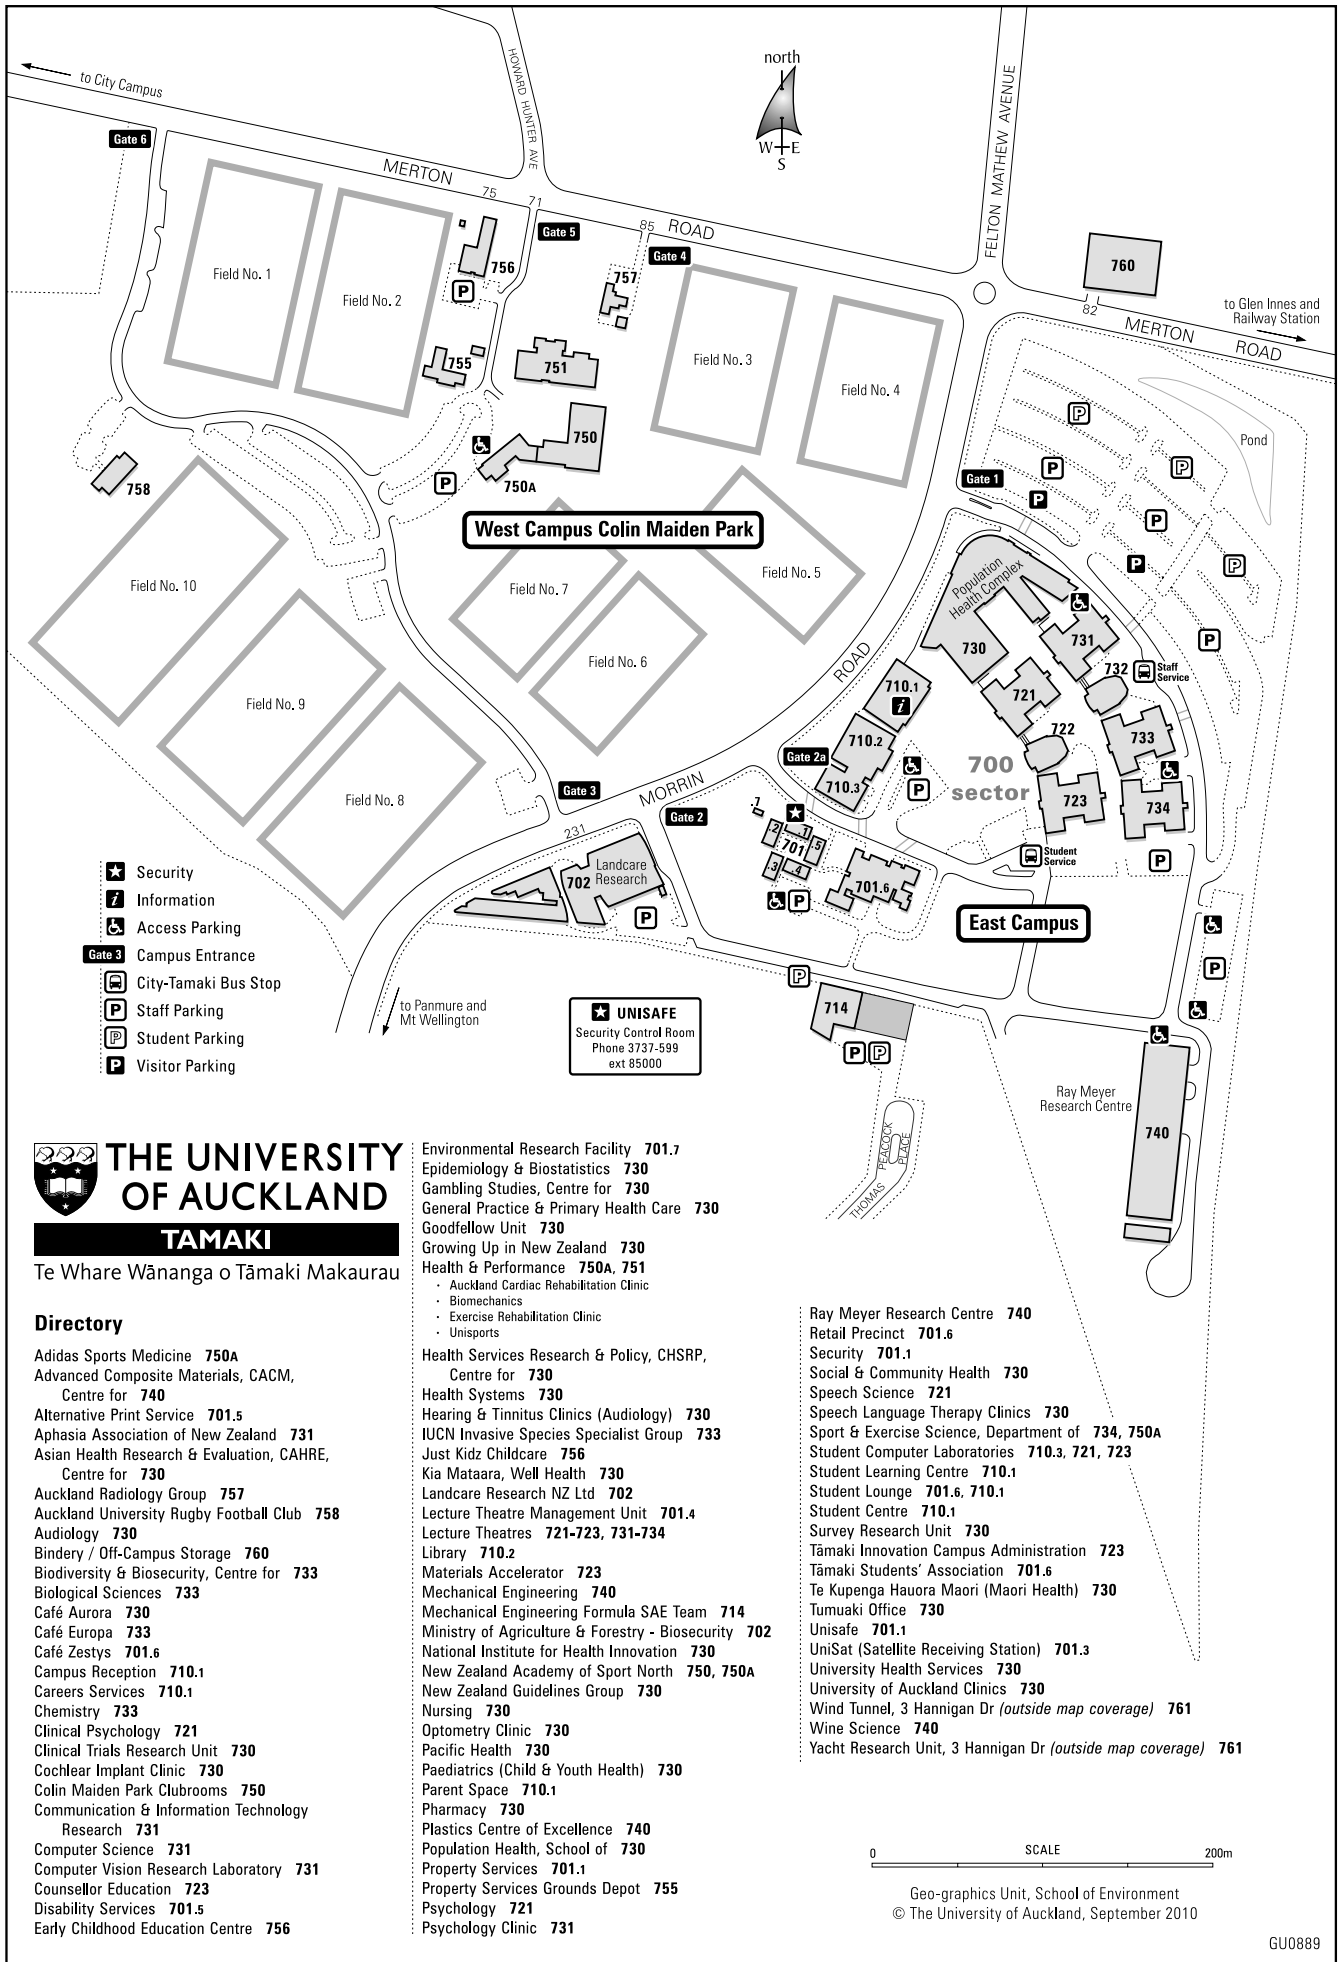 north
W E
S
to City Campus
HOWARD HUNTER AVE
FELTON MATHEW AVENUE
Gate 6
MERTON
75
71
ROAD
85
Gate 5
Gate 4
756
757
760
82
to Glen Innes and
Railway Station
MERTON
ROAD
Field No. 1
Field No. 2
P
Field No. 3
Field No. 4
755
751
750
750A
P
758
P
Pond
P
P
P
P
Gate 1
West Campus Colin Maiden Park
Field No. 10
Field No. 7
Field No. 5
Population
Health Complex
P
P
P
730
731
Field No. 6
ROAD
732
Staff
Service
710.1
i
721
Field No. 9
710.2
722
733
Gate 2a
710.3
P
700
sector
723
734
Field No. 8
Gate 3
MORRIN
Gate 2
231
.7
.2
.1
701
.5
.3
.4
Student
Service
P
702
Landcare
Research
P
P
701.6
East Campus
P
P
714
P
P
to Panmure and
Mt Wellington
Security
i Information
Access Parking
Gate 3 Campus Entrance
City-Tamaki Bus Stop
P Staff Parking
P Student Parking
P Visitor Parking
UNISAFE
Security Control Room
Phone 3737-599
ext 85000
Ray Meyer
Research Centre
740
THOMAS
PEACOCK
PLACE
THE UNIVERSITY
OF AUCKLAND
TAMAKI
Te Whare Wānanga o Tāmaki Makaurau
Directory
Adidas Sports Medicine 750A
Advanced Composite Materials, CACM,
Centre for 740
Alternative Print Service 701.5
Aphasia Association of New Zealand 731
Asian Health Research & Evaluation, CAHRE,
Centre for 730
Auckland Radiology Group 757
Auckland University Rugby Football Club 758
Audiology 730
Bindery / Off-Campus Storage 760
Biodiversity & Biosecurity, Centre for 733
Biological Sciences 733
Café Aurora 730
Café Europa 733
Café Zestys 701.6
Campus Reception 710.1
Careers Services 710.1
Chemistry 733
Clinical Psychology 721
Clinical Trials Research Unit 730
Cochlear Implant Clinic 730
Colin Maiden Park Clubrooms 750
Communication & Information Technology
Research 731
Computer Science 731
Computer Vision Research Laboratory 731
Counsellor Education 723
Disability Services 701.5
Early Childhood Education Centre 756
Environmental Research Facility 701.7
Epidemiology & Biostatistics 730
Gambling Studies, Centre for 730
General Practice & Primary Health Care 730
Goodfellow Unit 730
Growing Up in New Zealand 730
Health & Performance 750A, 751
· Auckland Cardiac Rehabilitation Clinic
· Biomechanics
· Exercise Rehabilitation Clinic
· Unisports
Health Services Research & Policy, CHSRP,
Centre for 730
Health Systems 730
Hearing & Tinnitus Clinics (Audiology) 730
IUCN Invasive Species Specialist Group 733
Just Kidz Childcare 756
Kia Mataara, Well Health 730
Landcare Research NZ Ltd 702
Lecture Theatre Management Unit 701.4
Lecture Theatres 721-723, 731-734
Library 710.2
Materials Accelerator 723
Mechanical Engineering 740
Mechanical Engineering Formula SAE Team 714
Ministry of Agriculture & Forestry - Biosecurity 702
National Institute for Health Innovation 730
New Zealand Academy of Sport North 750, 750A
New Zealand Guidelines Group 730
Nursing 730
Optometry Clinic 730
Pacific Health 730
Paediatrics (Child & Youth Health) 730
Parent Space 710.1
Pharmacy 730
Plastics Centre of Excellence 740
Population Health, School of 730
Property Services 701.1
Property Services Grounds Depot 755
Psychology 721
Psychology Clinic 731
Ray Meyer Research Centre 740
Retail Precinct 701.6
Security 701.1
Social & Community Health 730
Speech Science 721
Speech Language Therapy Clinics 730
Sport & Exercise Science, Department of 734, 750A
Student Computer Laboratories 710.3, 721, 723
Student Learning Centre 710.1
Student Lounge 701.6, 710.1
Student Centre 710.1
Survey Research Unit 730
Tāmaki Innovation Campus Administration 723
Tāmaki Students' Association 701.6
Te Kupenga Hauora Maori (Maori Health) 730
Tumuaki Office 730
Unisafe 701.1
UniSat (Satellite Receiving Station) 701.3
University Health Services 730
University of Auckland Clinics 730
Wind Tunnel, 3 Hannigan Dr (outside map coverage) 761
Wine Science 740
Yacht Research Unit, 3 Hannigan Dr (outside map coverage) 761
SCALE
0 200m
Geo-graphics Unit, School of Environment
© The University of Auckland, September 2010
GU0889